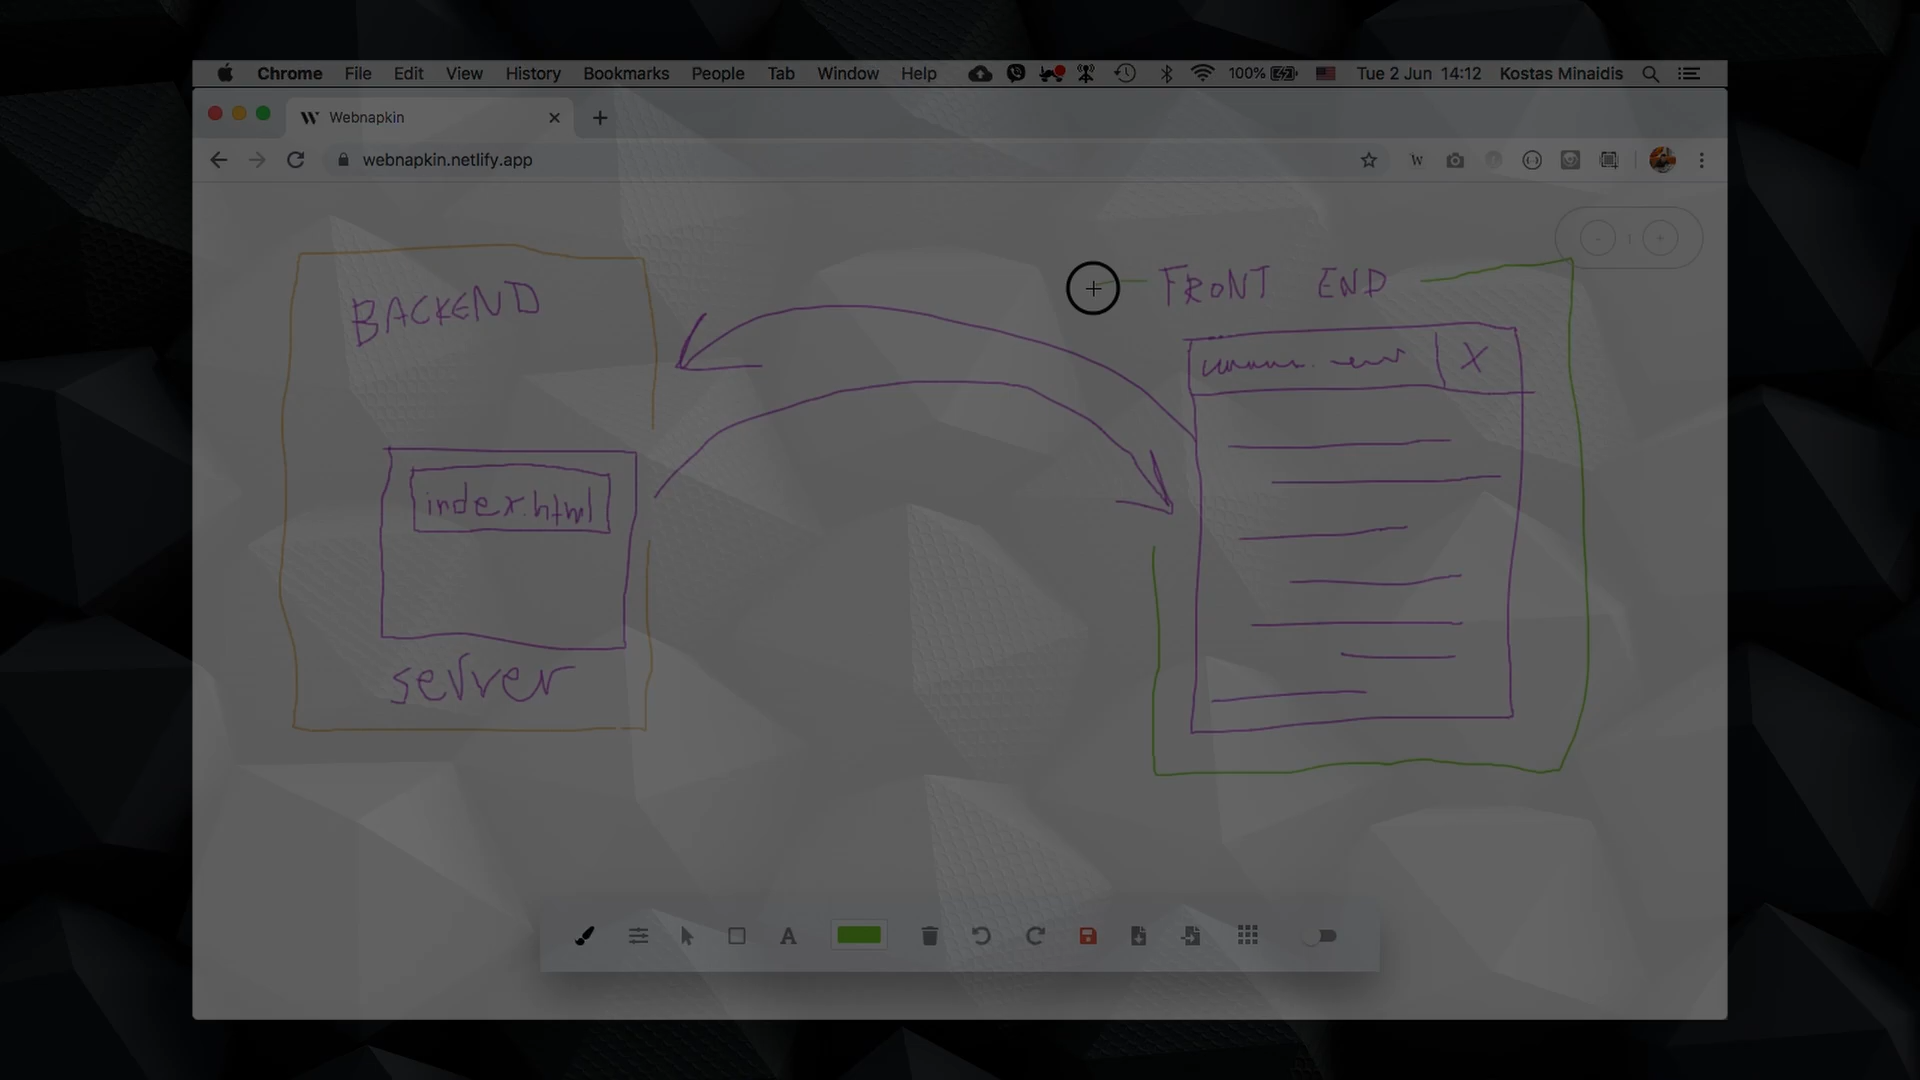 Chrome File Edit View History Bookmarks People Tab Window Help 100% Tue 2 Jun 14:12 Kostas Minaidis
Webnapkin
webnapkin.netlify.app
- 1 +
BACKEND
FRONT END
X
index.html
server
A